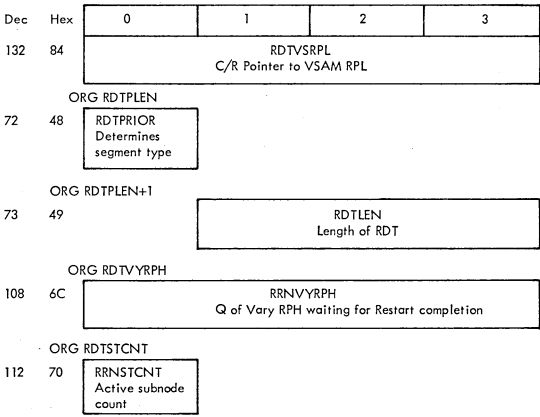 Dec Hex 0 1 2 3
132 84 RDTVSRPL
C/R Pointer to VSAM RPL
ORG RDTPLEN
72 48 RDTPRIOR
Determines
segment type
ORG RDTPLEN+1
73 49 RDTLEN
Length of RDT
ORG RDTVYRPH
108 6C RRNVYRPH
Q of Vary RPH waiting for Restart completion
ORG RDTSTCNT
112 70 RRNSTCNT
Active subnode
count